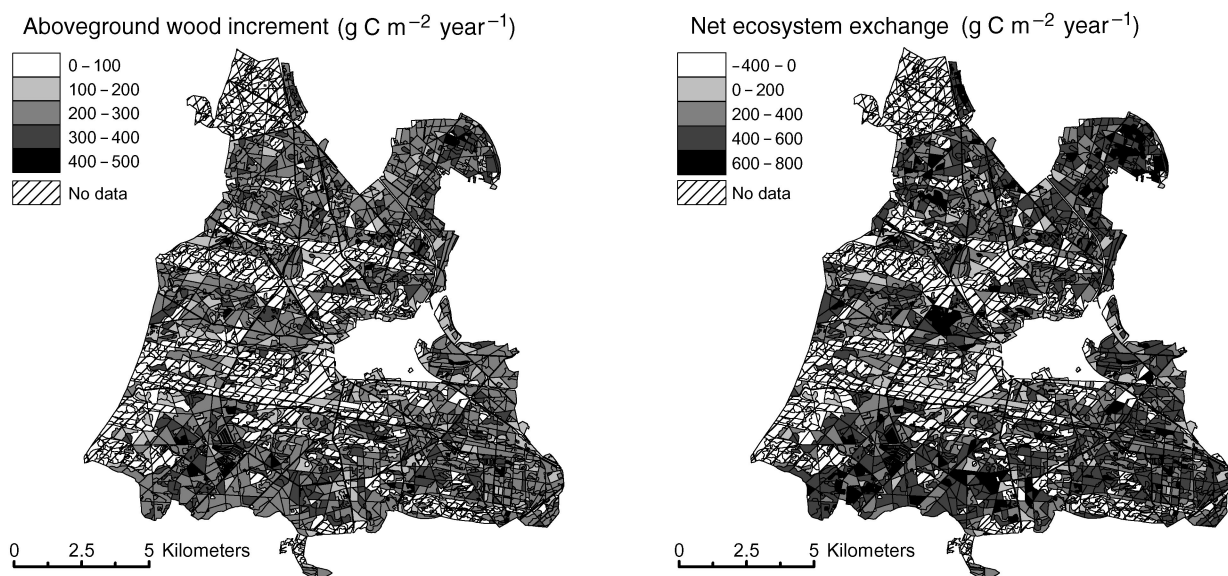 Aboveground wood increment (g C m⁻² year⁻¹)
0 – 100
100 – 200
200 – 300
300 – 400
400 – 500
No data
0 2.5 5 Kilometers
Net ecosystem exchange (g C m⁻² year⁻¹)
-400 – 0
0 – 200
200 – 400
400 – 600
600 – 800
No data
0 2.5 5 Kilometers